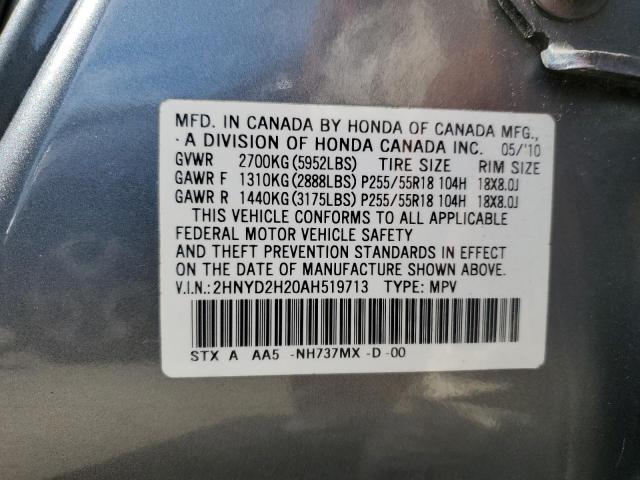 MFD. IN CANADA BY HONDA OF CANADA MFG.,
- A DIVISION OF HONDA CANADA INC. 05/'10
GVWR 2700KG(5952LBS) TIRE SIZE RIM SIZE
GAWR F 1310KG(2888LBS) P255/55R18 104H 18X8.0J
GAWR R 1440KG(3175LBS) P255/55R18 104H 18X8.0J
THIS VEHICLE CONFORMS TO ALL APPLICABLE
FEDERAL MOTOR VEHICLE SAFETY
AND THEFT PREVENTION STANDARDS IN EFFECT
ON THE DATE OF MANUFACTURE SHOWN ABOVE.
V.I.N.: 2HNYD2H20AH519713 TYPE: MPV
STX A AA5 -NH737MX -D -00